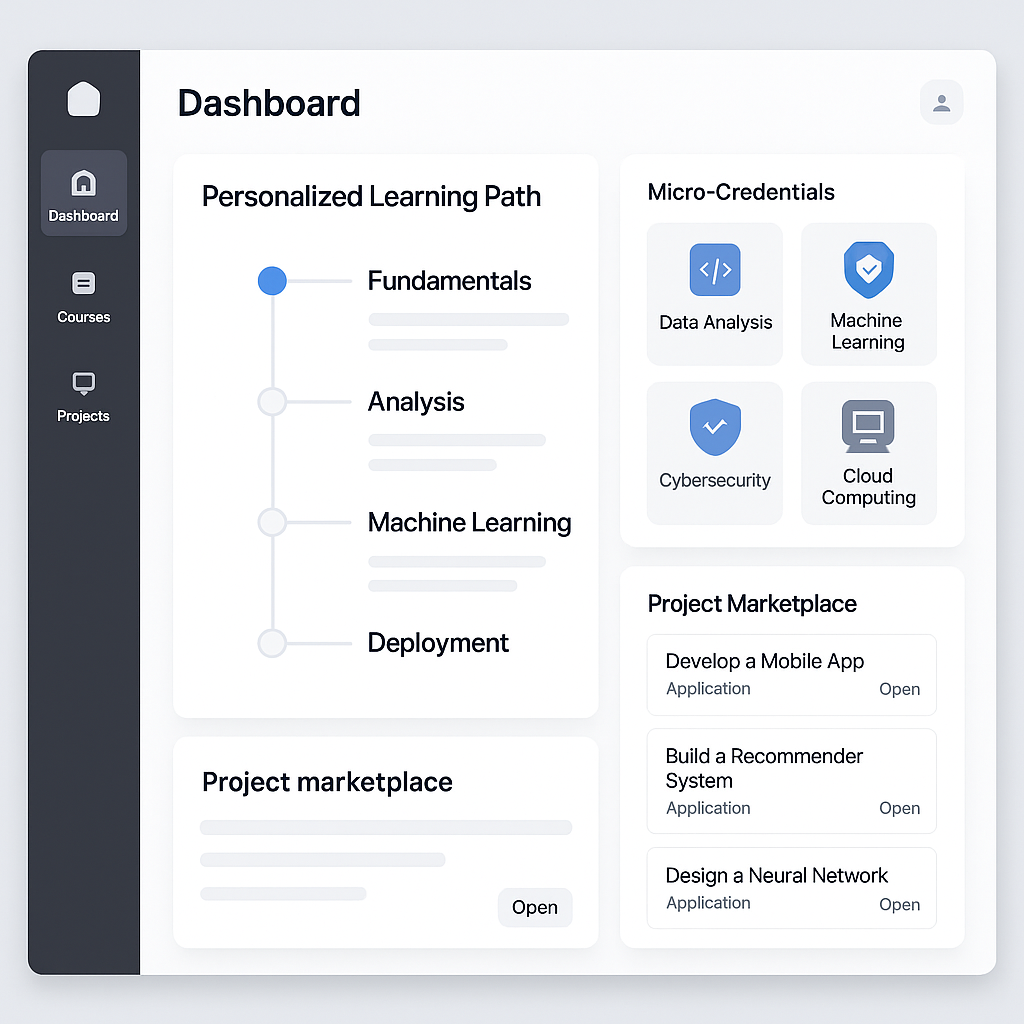 Dashboard
Dashboard
Courses
Projects
Personalized Learning Path
Fundamentals
Analysis
Machine Learning
Deployment
Project marketplace
Open
Micro-Credentials
Data Analysis
Machine
Learning
Cybersecurity
Cloud
Computing
Project Marketplace
Develop a Mobile App
Application Open
Build a Recommender
System
Application Open
Design a Neural Network
Application Open